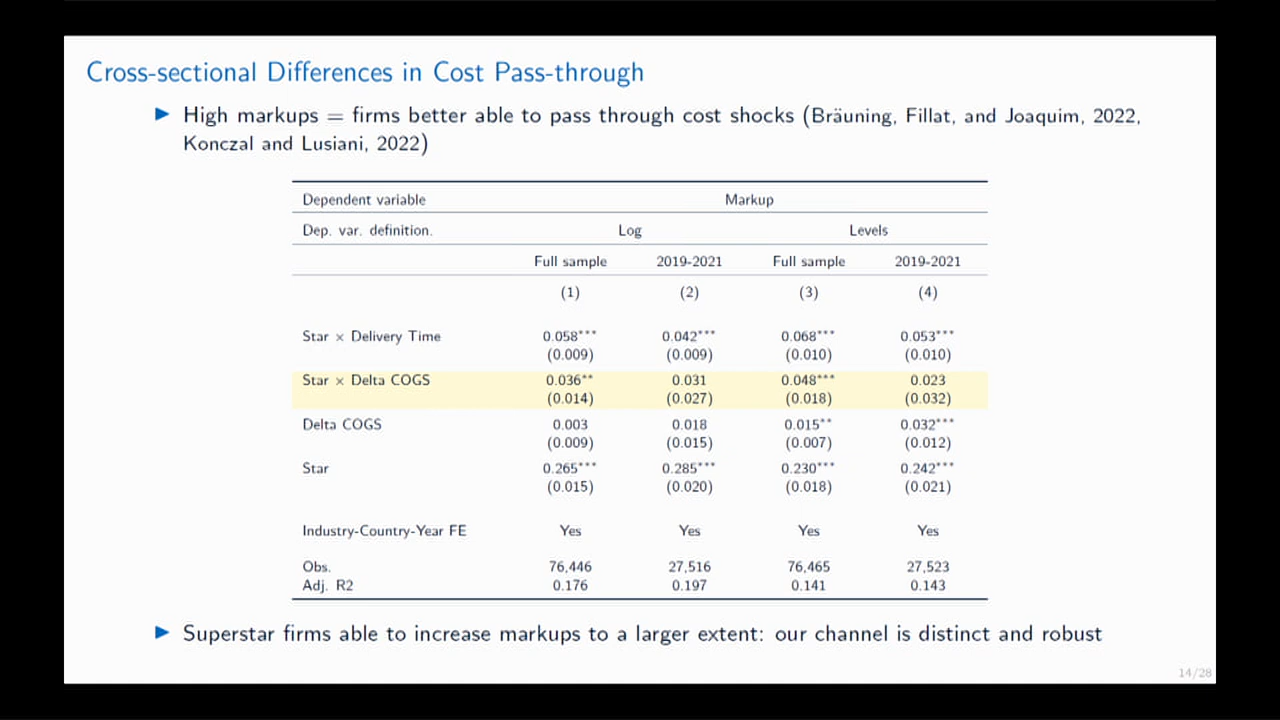 Cross-sectional Differences in Cost Pass-through
▶ High markups = firms better able to pass through cost shocks (Bräuning, Fillat, and Joaquim, 2022,
Konczal and Lusiani, 2022)
Dependent variable Markup
Dep. var. definition. Log Levels
Full sample 2019-2021 Full sample 2019-2021
(1) (2) (3) (4)
Star × Delivery Time 0.058*** 0.042*** 0.068*** 0.053***
(0.009) (0.009) (0.010) (0.010)
Star × Delta COGS 0.036** 0.031 0.048*** 0.023
(0.014) (0.027) (0.018) (0.032)
Delta COGS 0.003 0.018 0.015** 0.032***
(0.009) (0.015) (0.007) (0.012)
Star 0.265*** 0.285*** 0.230*** 0.242***
(0.015) (0.020) (0.018) (0.021)
Industry-Country-Year FE Yes Yes Yes Yes
Obs. 76,446 27,516 76,465 27,523
Adj. R2 0.176 0.197 0.141 0.143
▶ Superstar firms able to increase markups to a larger extent: our channel is distinct and robust
14/28